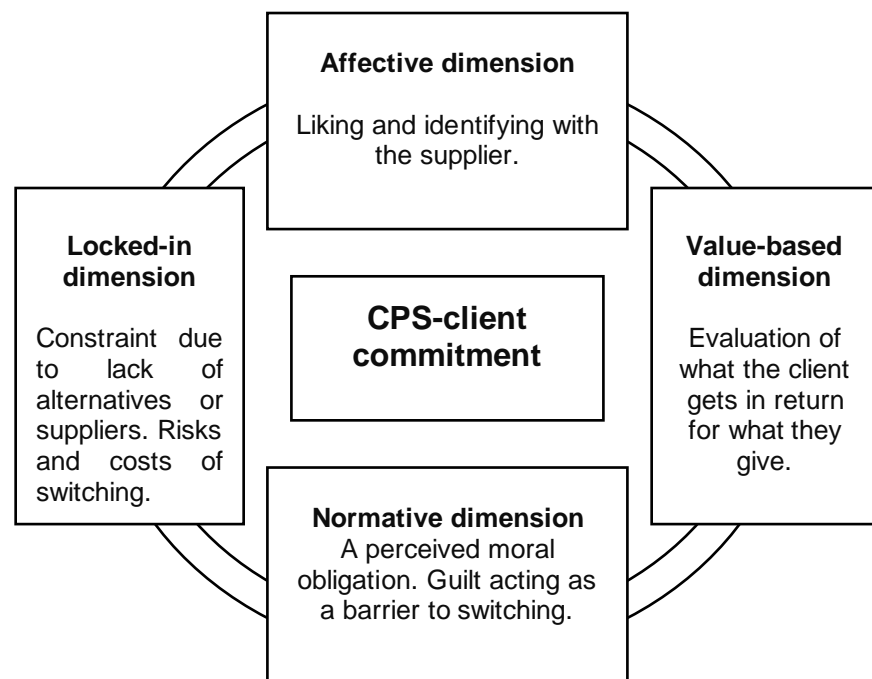 Affective dimension
Liking and identifying with
the supplier.
Locked-in
dimension
Constraint due
to lack of
alternatives or
suppliers. Risks
and costs of
switching.
CPS-client
commitment
Value-based
dimension
Evaluation of
what the client
gets in return
for what they
give.
Normative dimension
A perceived moral
obligation. Guilt acting as
a barrier to switching.